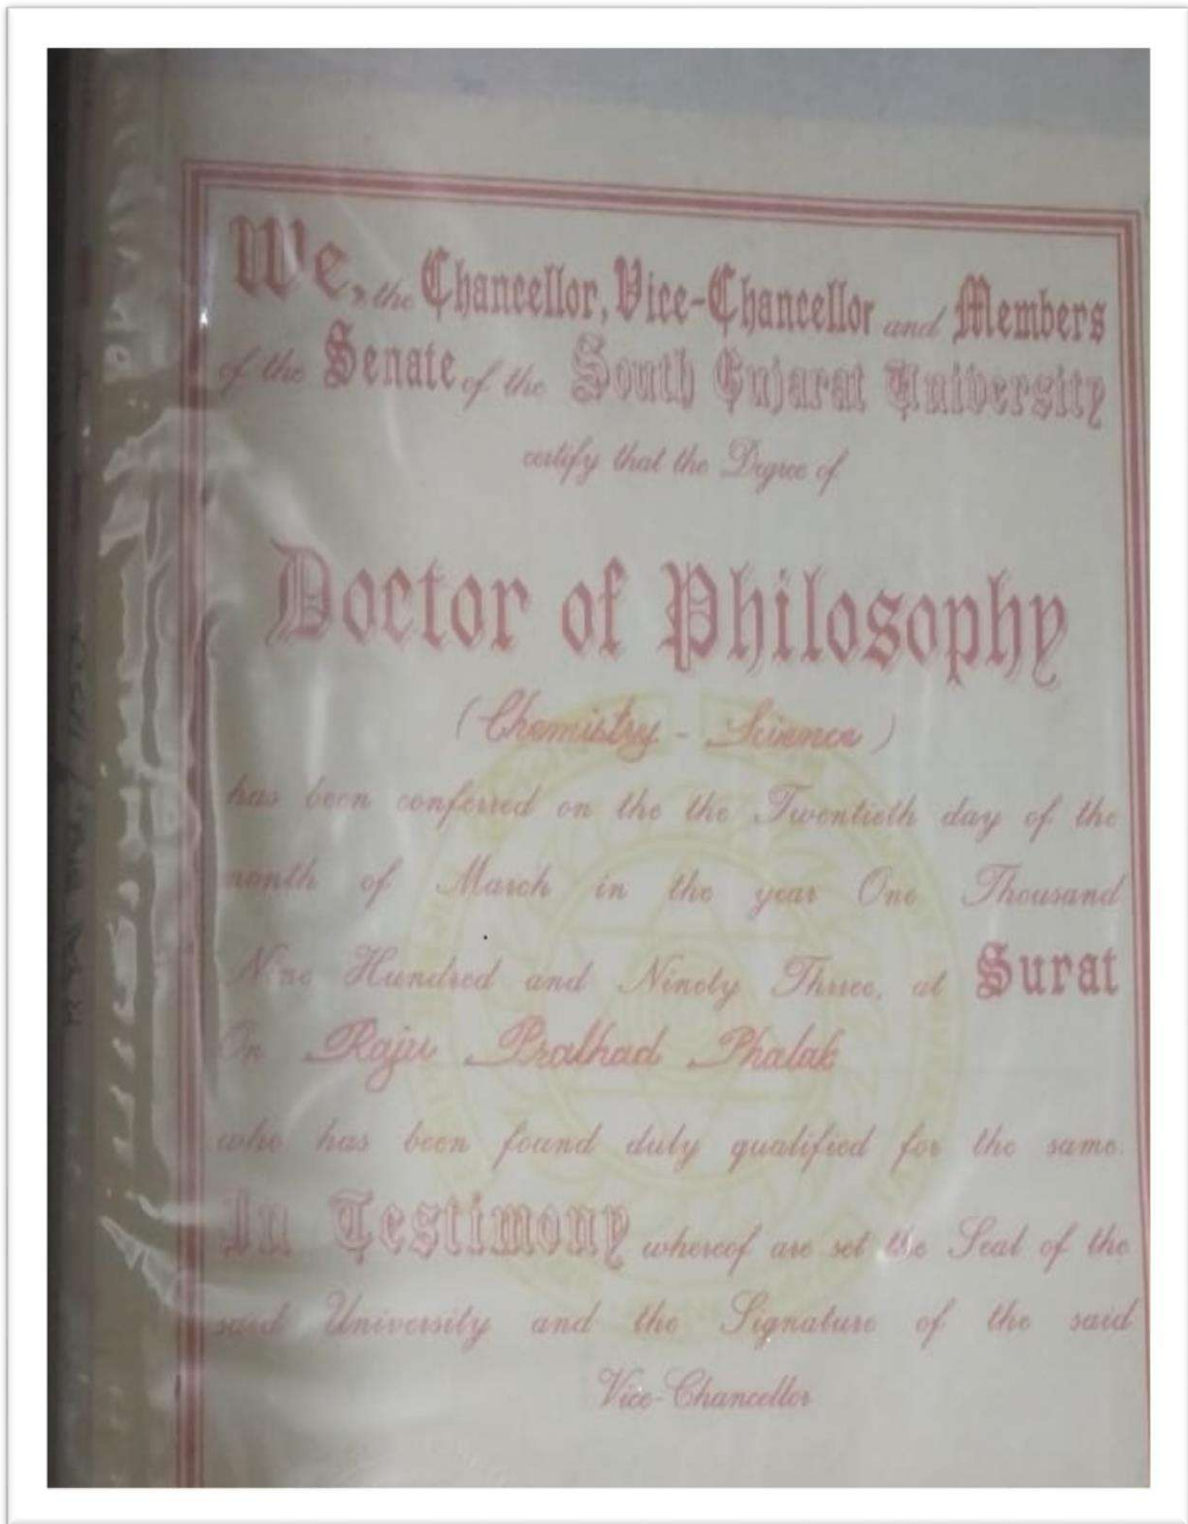 We, the Chancellor, Vice-Chancellor and Members
of the Senate of the South Gujarat University
certify that the Degree of
Doctor of Philosophy
(Chemistry - Science)
has been conferred on the the Twentieth day of the
month of March in the year One Thousand
Nine Hundred and Ninety Three, at Surat
On Raju Pralhad Phalak
who has been found duly qualified for the same.
In Testimony whereof are set the Seal of the
said University and the Signature of the said
Vice-Chancellor